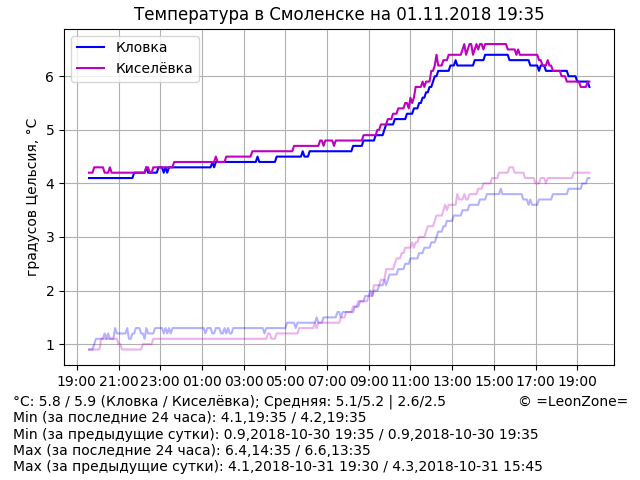 Температура в Смоленске на 01.11.2018 19:35
Кловка
Киселёвка
градусов Цельсия, °C
6
5
4
3
2
1
19:00 21:00 23:00 01:00 03:00 05:00 07:00 09:00 11:00 13:00 15:00 17:00 19:00
°C: 5.8 / 5.9 (Кловка / Киселёвка); Средняя: 5.1/5.2 | 2.6/2.5 © =LeonZone=
Min (за последние 24 часа): 4.1,19:35 / 4.2,19:35
Min (за предыдущие сутки): 0.9,2018-10-30 19:35 / 0.9,2018-10-30 19:35
Max (за последние 24 часа): 6.4,14:35 / 6.6,13:35
Max (за предыдущие сутки): 4.1,2018-10-31 19:30 / 4.3,2018-10-31 15:45